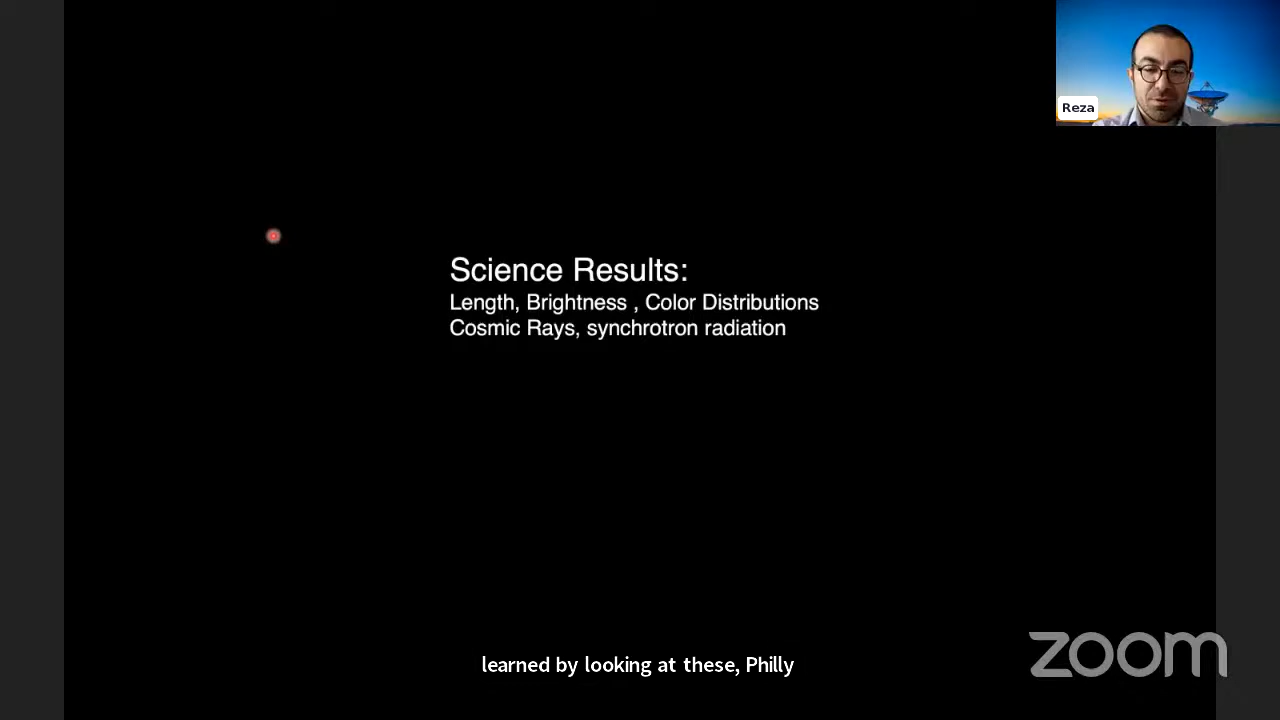 Reza
Science Results:
Length, Brightness , Color Distributions
Cosmic Rays, synchrotron radiation
learned by looking at these, Philly
zoom